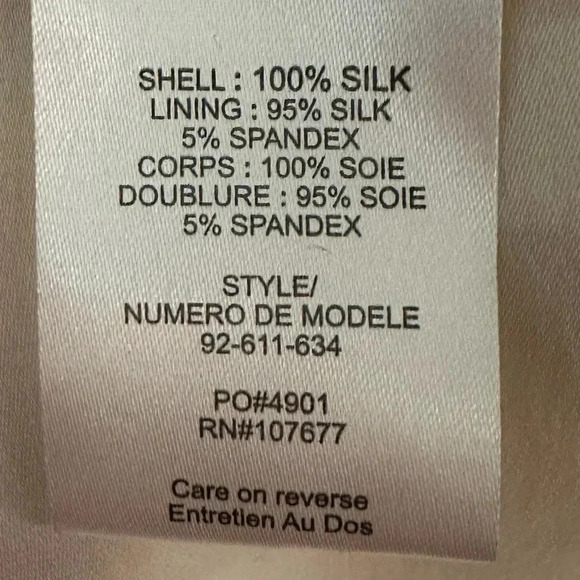 SHELL : 100% SILK
LINING : 95% SILK
5% SPANDEX
CORPS : 100% SOIE
DOUBLURE : 95% SOIE
5% SPANDEX
STYLE/
NUMERO DE MODELE
92-611-634
PO#4901
RN#107677
Care on reverse
Entretien Au Dos